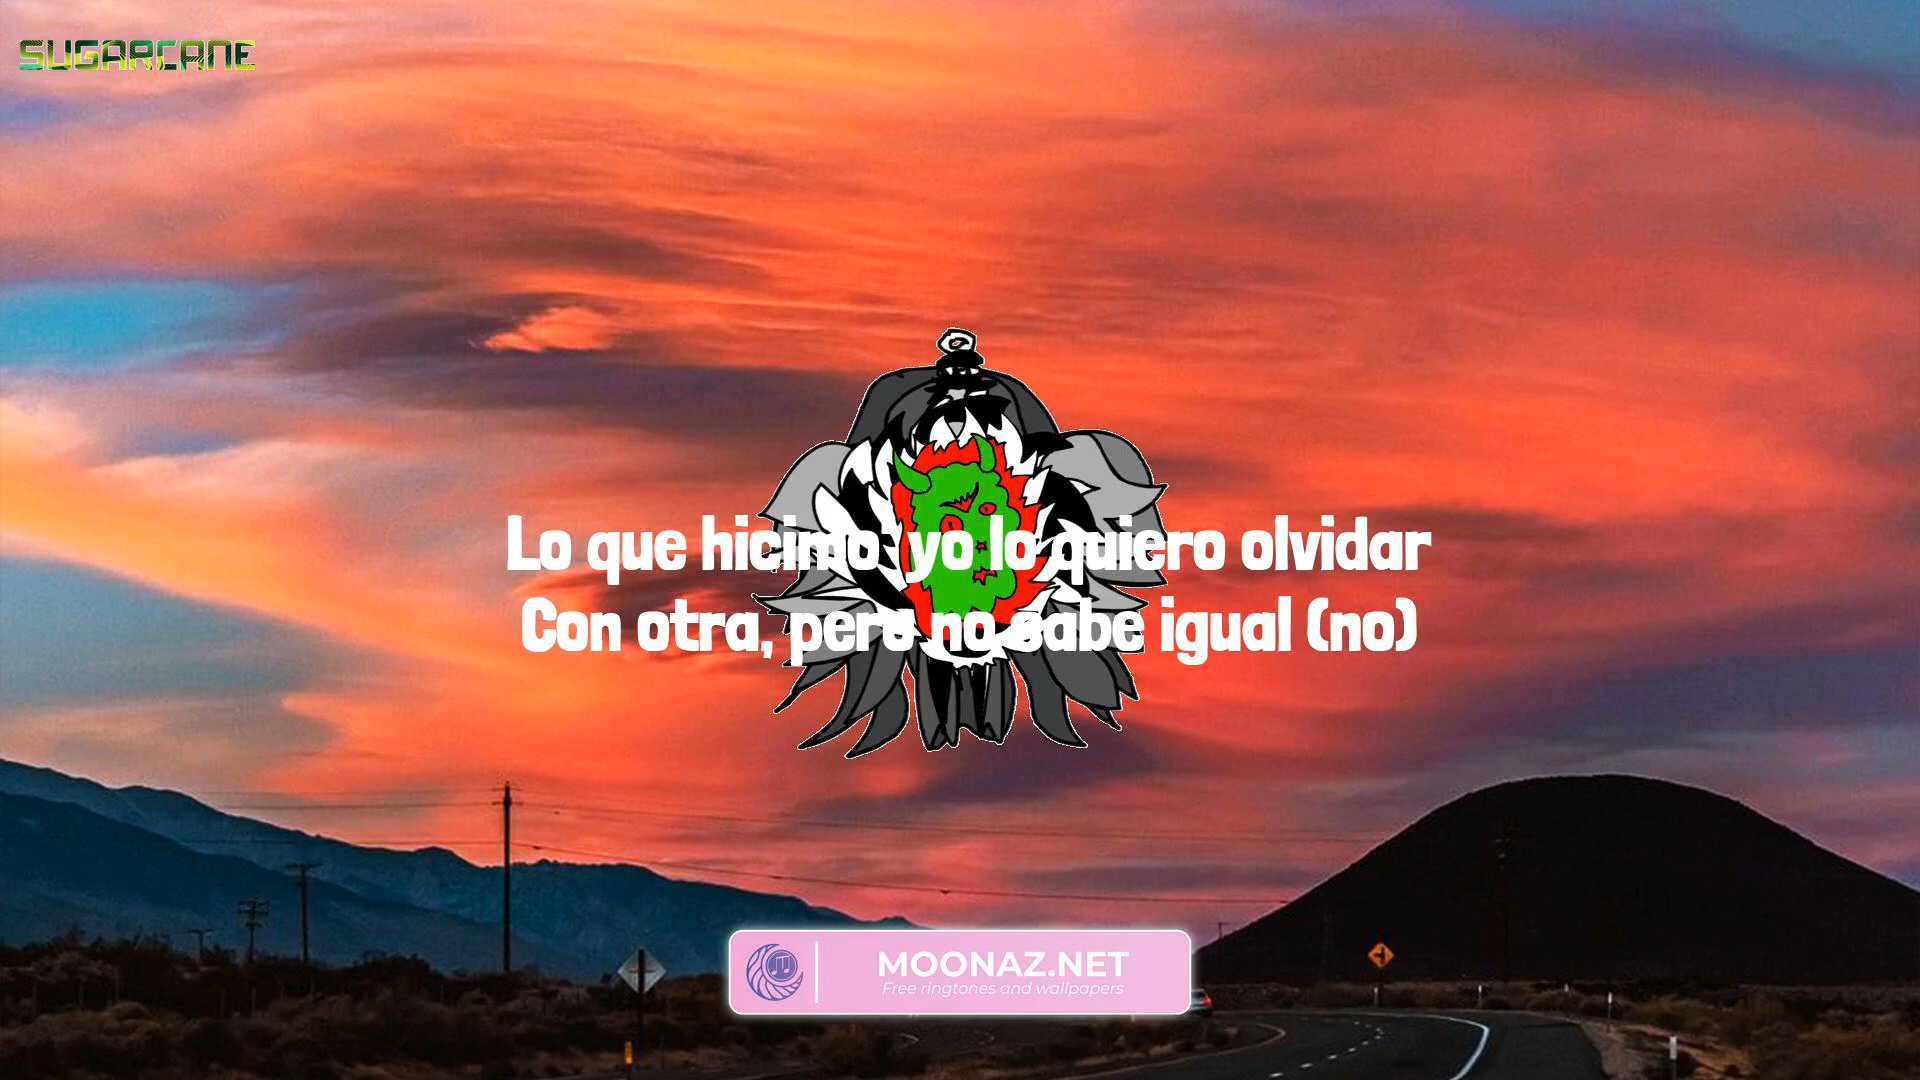 SUGARCANE
Lo que hicimo' yo lo quiero olvidar
Con otra, pero no sabe igual (no)
MOONAZ.NET
Free ringtones and wallpapers